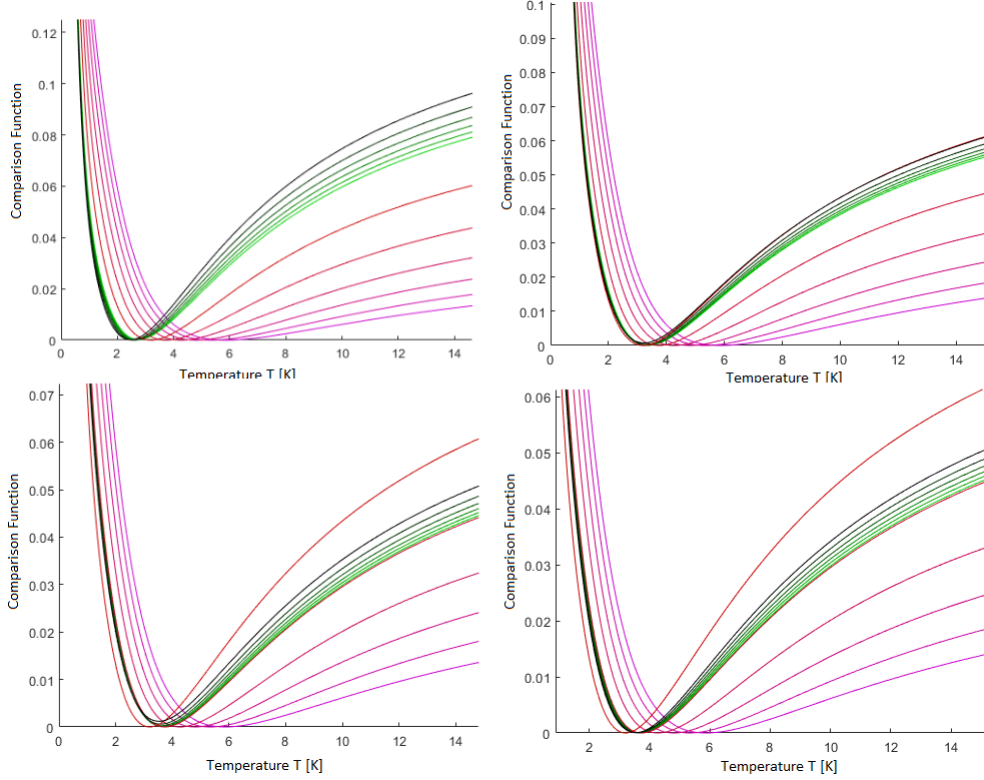 0.12
0.1
0.08
0.06
0.04
0.02
0
Comparison Function
0 2 4 6 8 10 12 14
Temperature T [K]
0.1
0.09
0.08
0.07
0.06
0.05
0.04
0.03
0.02
0.01
0
Comparison Function
0 2 4 6 8 10 12 14
Temperature T [K]
0.07
0.06
0.05
0.04
0.03
0.02
0.01
0
Comparison Function
0 2 4 6 8 10 12 14
Temperature T [K]
0.06
0.05
0.04
0.03
0.02
0.01
0
Comparison Function
2 4 6 8 10 12 14
Temperature T [K]